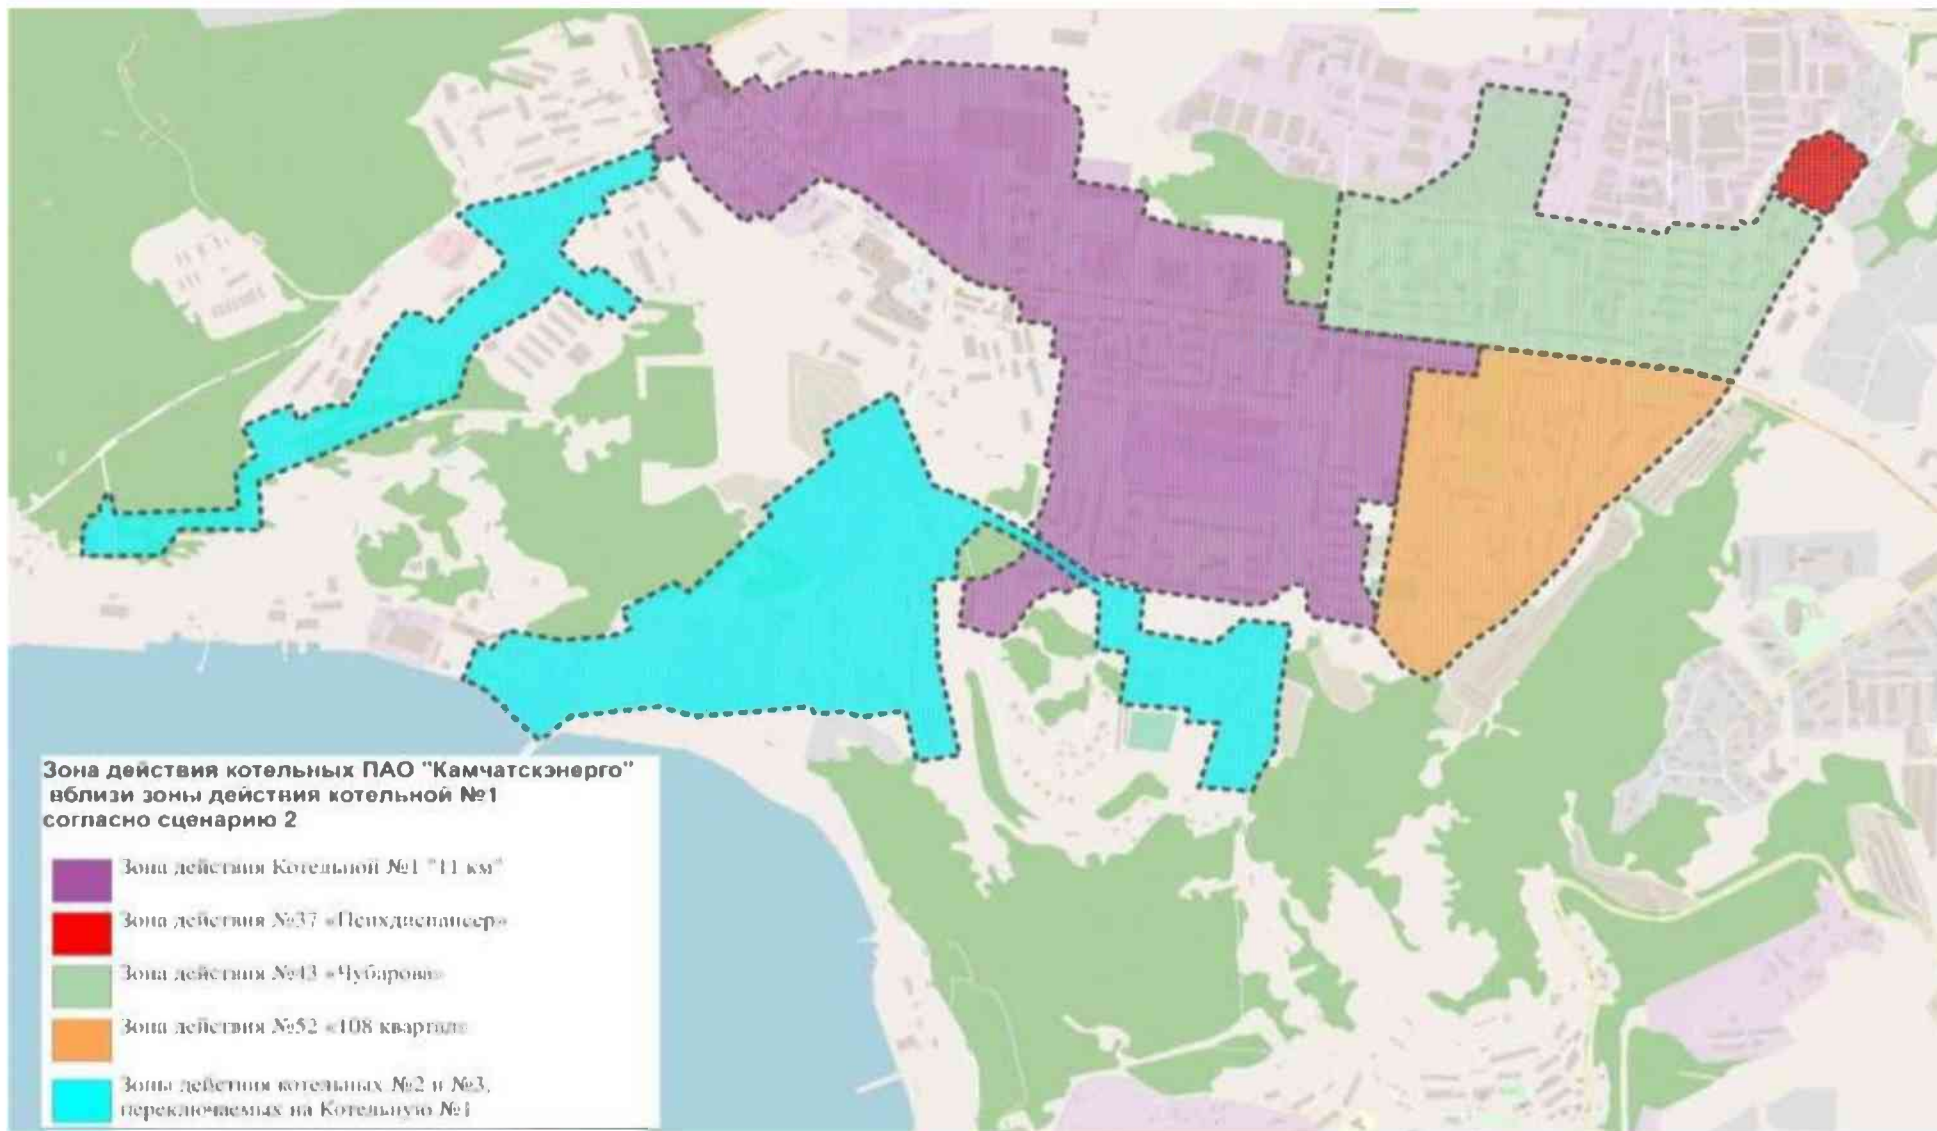 Зона действия котельных ПАО "Камчатскэнерго"
вблизи зоны действия котельной №1
согласно сценарию 2
Зона действия Котельной №1 "11 км"
Зона действия №37 «Психдиспансер»
Зона действия №43 «Чубарова»
Зона действия №52 «108 квартал»
Зоны действия котельных №2 и №3,
переключаемых на Котельную №1